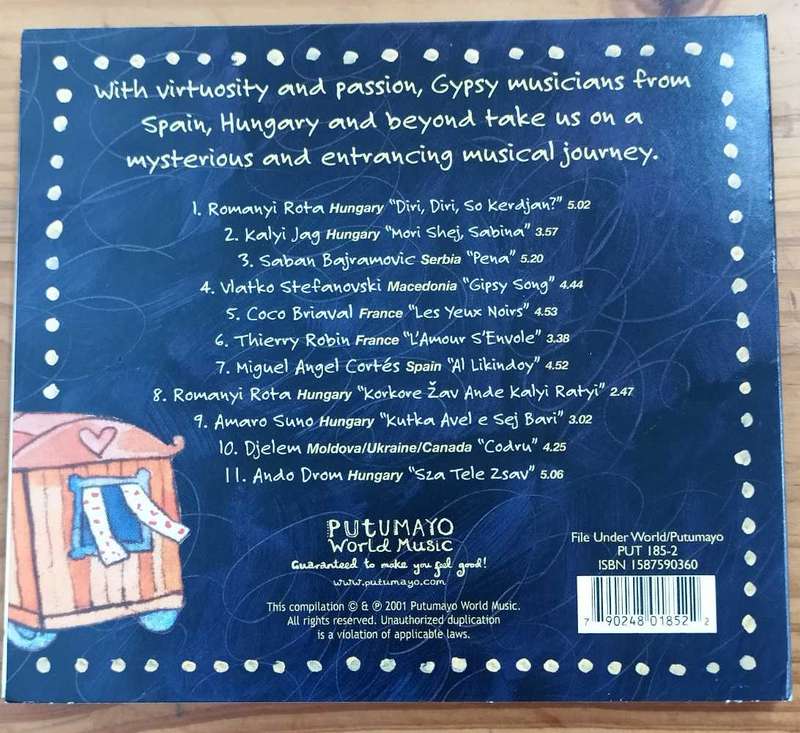 With virtuosity and passion, Gypsy musicians from
Spain, Hungary and beyond take us on a
mysterious and entrancing musical journey.
1. Romanyi Rota Hungary "Diri, Diri, So Kerdjan?" 5.02
2. Kalyi Jag Hungary "Mori Shej, Sabina" 3.57
3. Saban Bajramovic Serbia "Pena" 5.20
4. Vlatko Stefanovski Macedonia "Gipsy Song" 4.44
5. Coco Briaval France "Les Yeux Noirs" 4.53
6. Thierry Robin France "L'Amour S'Envole" 3.38
7. Miguel Angel Cortés Spain "Al Likindoy" 4.52
8. Romanyi Rota Hungary "Korkore Žav Ande Kalyi Ratyi" 2.47
9. Amaro Suno Hungary "Kutka Avel e Sej Bari" 3.02
10. Djelem Moldova/Ukraine/Canada "Codru" 4.25
11. Ando Drom Hungary "Sza Tele Zsav" 5.06
PUTUMAYO
World Music
Guaranteed to make you feel good!
www.putumayo.com
This compilation © & ℗ 2001 Putumayo World Music.
All rights reserved. Unauthorized duplication
is a violation of applicable laws.
File Under World/Putumayo
PUT 185-2
ISBN 1587590360
7 90248 01852 2